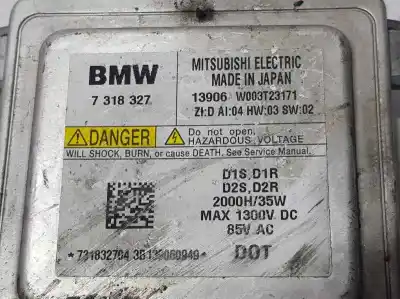 BMW
7 318 327
MITSUBISHI ELECTRIC
MADE IN JAPAN
13906 W003T23171
ZI:D AI:04 HW:03 SW:02
DANGER
Do not open,
HAZARDOUS VOLTAGE
WILL SHOCK, BURN, or cause DEATH. See Service Manual.
D1S,D1R
D2S,D2R
2000H/35W
MAX 1300V DC
85V AC
DOT